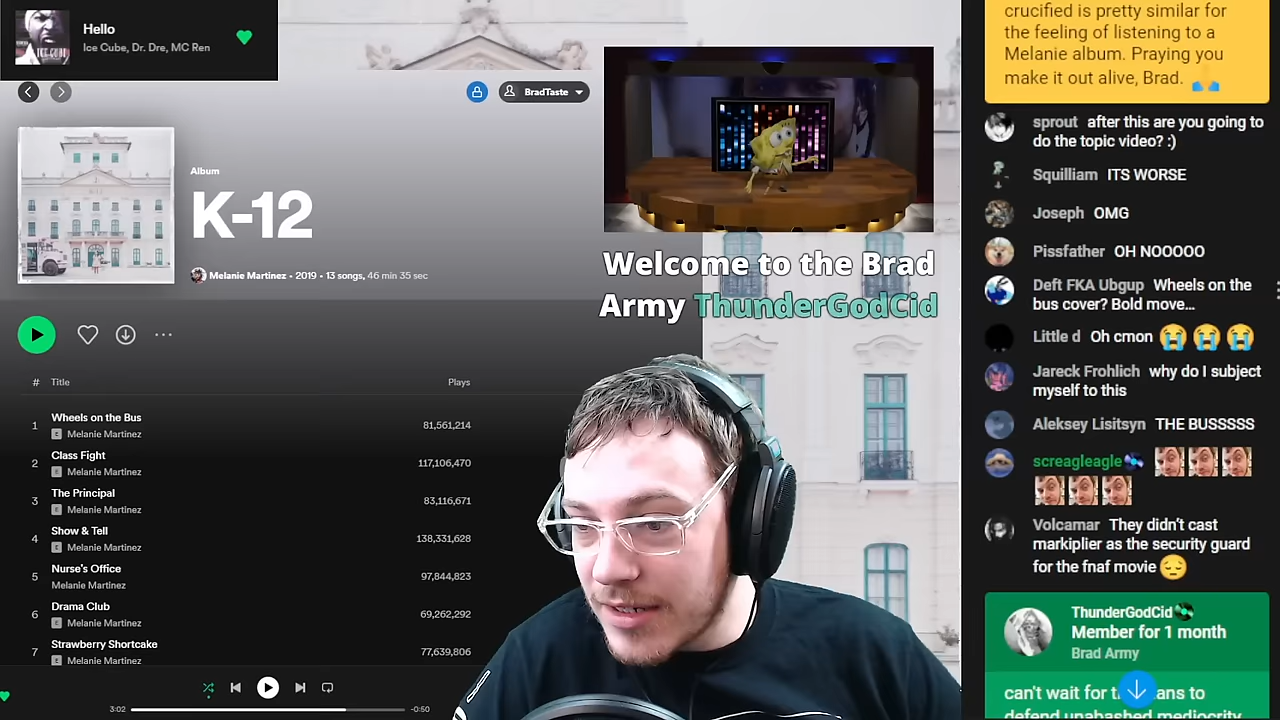 Hello
Ice Cube, Dr. Dre, MC Ren
BradTaste
Album
K-12
Melanie Martinez • 2019 • 13 songs, 46 min 35 sec
# Title Plays
1 Wheels on the Bus 81,561,214
E Melanie Martinez
2 Class Fight 117,106,470
E Melanie Martinez
3 The Principal 83,116,671
E Melanie Martinez
4 Show & Tell 138,331,628
E Melanie Martinez
5 Nurse's Office 97,844,823
Melanie Martinez
6 Drama Club 69,262,292
E Melanie Martinez
7 Strawberry Shortcake 77,639,806
E Melanie Martinez
3:02 -0:50
Welcome to the Brad
Army ThunderGodCid
crucified is pretty similar for
the feeling of listening to a
Melanie album. Praying you
make it out alive, Brad. 🙏
sprout after this are you going to
do the topic video? :)
Squilliam ITS WORSE
Joseph OMG
Pissfather OH NOOOOO
Deft FKA Ubgup Wheels on the
bus cover? Bold move…
Little d Oh cmon 😭 😭 😭
Jareck Frohlich why do I subject
myself to this
Aleksey Lisitsyn THE BUSSSSS
screagleagle
Volcamar They didn't cast
markiplier as the security guard
for the fnaf movie 😔
ThunderGodCid
Member for 1 month
Brad Army
can't wait for ans to
defend unabashed mediocrity